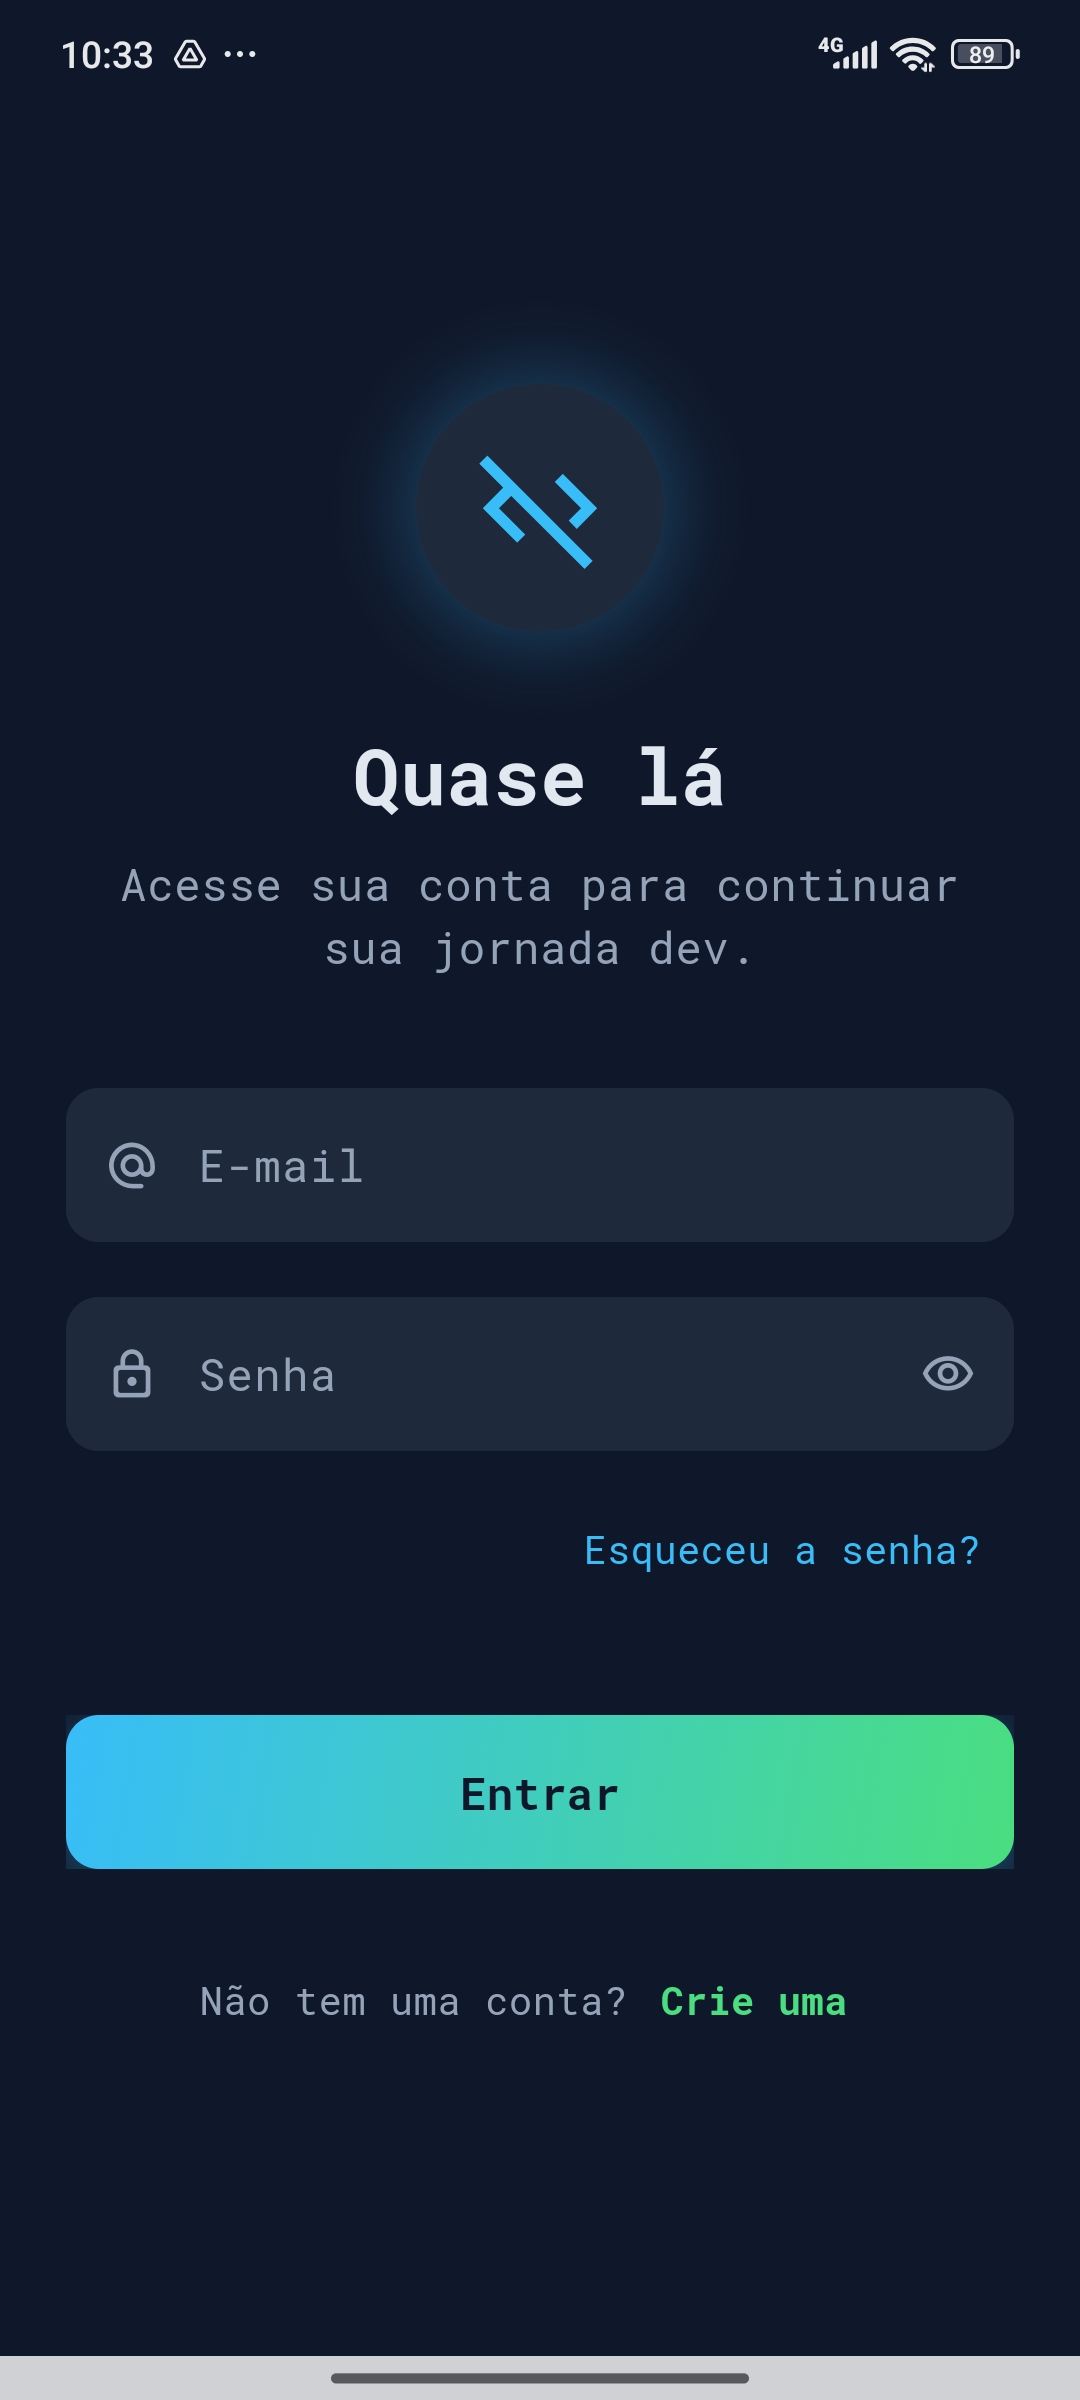 10:33
4G
89
Quase lá
Acesse sua conta para continuar
sua jornada dev.
E-mail
Senha
Esqueceu a senha?
Entrar
Não tem uma conta? Crie uma